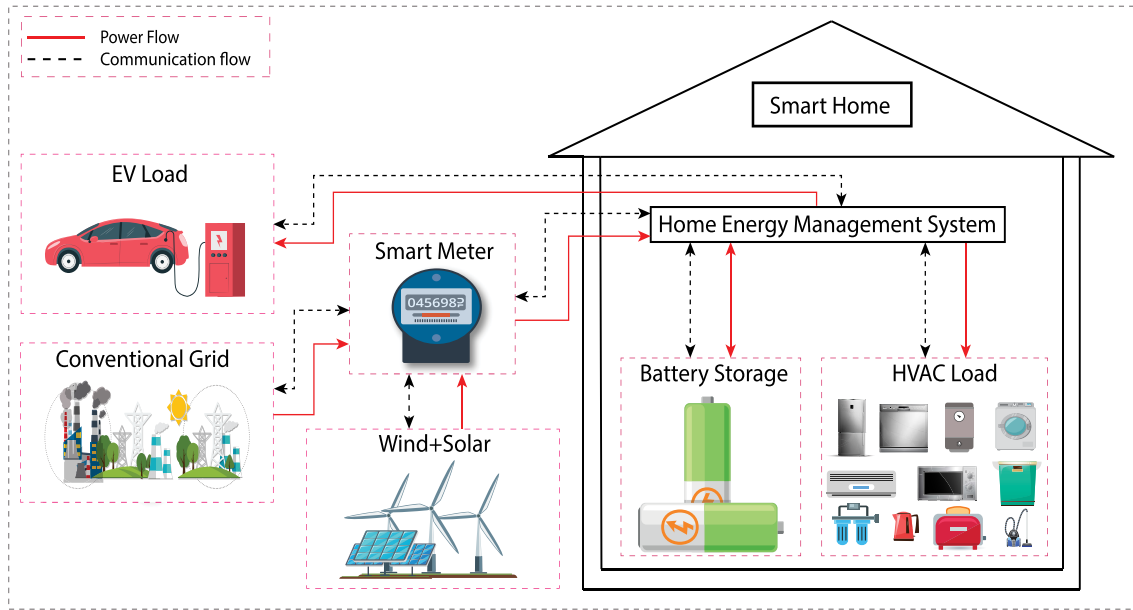 Power Flow
Communication flow
Smart Home
EV Load
Home Energy Management System
Smart Meter
045698?
Conventional Grid
Battery Storage
HVAC Load
Wind+Solar